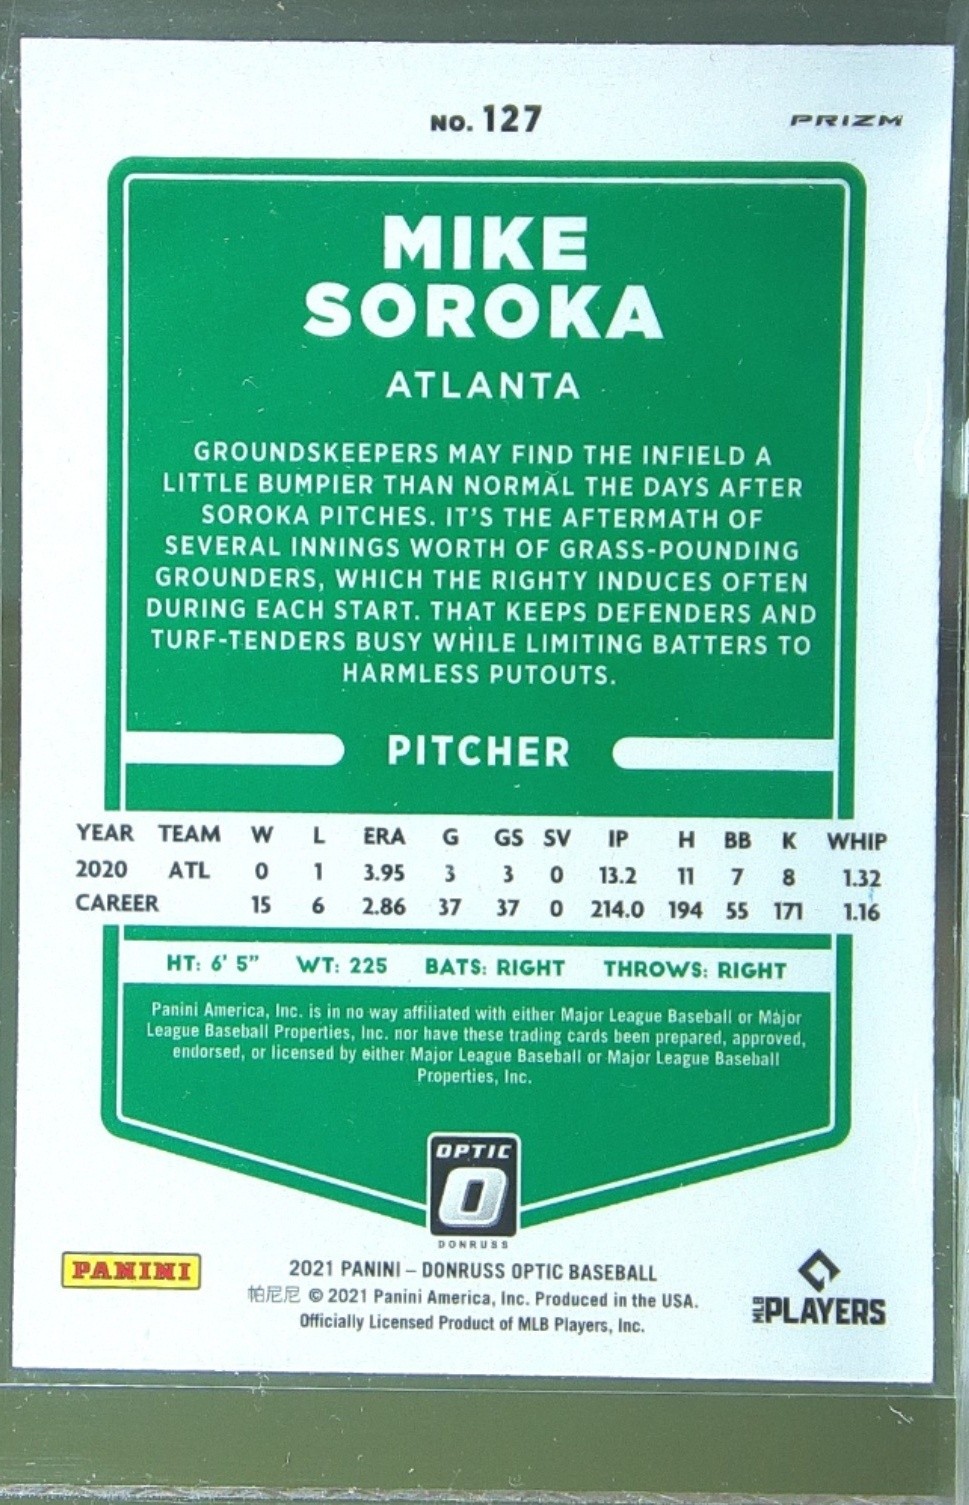 NO. 127
PRIZM
MIKE
SOROKA
ATLANTA
GROUNDSKEEPERS MAY FIND THE INFIELD A
LITTLE BUMPIER THAN NORMAL THE DAYS AFTER
SOROKA PITCHES. IT'S THE AFTERMATH OF
SEVERAL INNINGS WORTH OF GRASS-POUNDING
GROUNDERS, WHICH THE RIGHTY INDUCES OFTEN
DURING EACH START. THAT KEEPS DEFENDERS AND
TURF-TENDERS BUSY WHILE LIMITING BATTERS TO
HARMLESS PUTOUTS.
PITCHER
YEAR TEAM W L ERA G GS SV IP H BB K WHIP
2020 ATL 0 1 3.95 3 3 0 13.2 11 7 8 1.32
CAREER 15 6 2.86 37 37 0 214.0 194 55 171 1.16
HT: 6' 5" WT: 225 BATS: RIGHT THROWS: RIGHT
Panini America, Inc. is in no way affiliated with either Major League Baseball or Major
League Baseball Properties, Inc. nor have these trading cards been prepared, approved,
endorsed, or licensed by either Major League Baseball or Major League Baseball
Properties, Inc.
OPTIC
O
DONRUSS
PANINI
2021 PANINI – DONRUSS OPTIC BASEBALL
帕尼尼 © 2021 Panini America, Inc. Produced in the USA.
Officially Licensed Product of MLB Players, Inc.
MLB PLAYERS